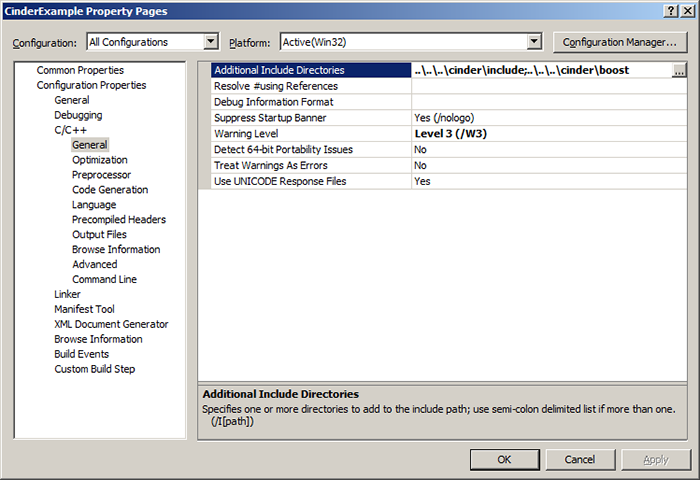 CinderExample Property Pages
Configuration: All Configurations Platform: Active(Win32) Configuration Manager...
Common Properties
Configuration Properties
General
Debugging
C/C++
General
Optimization
Preprocessor
Code Generation
Language
Precompiled Headers
Output Files
Browse Information
Advanced
Command Line
Linker
Manifest Tool
XML Document Generator
Browse Information
Build Events
Custom Build Step
Additional Include Directories ..\..\..\cinder\include;..\..\..\cinder\boost ...
Resolve #using References
Debug Information Format
Suppress Startup Banner Yes (/nologo)
Warning Level Level 3 (/W3)
Detect 64-bit Portability Issues No
Treat Warnings As Errors No
Use UNICODE Response Files Yes
Additional Include Directories
Specifies one or more directories to add to the include path; use semi-colon delimited list if more than one.
(/I[path])
OK Cancel Apply